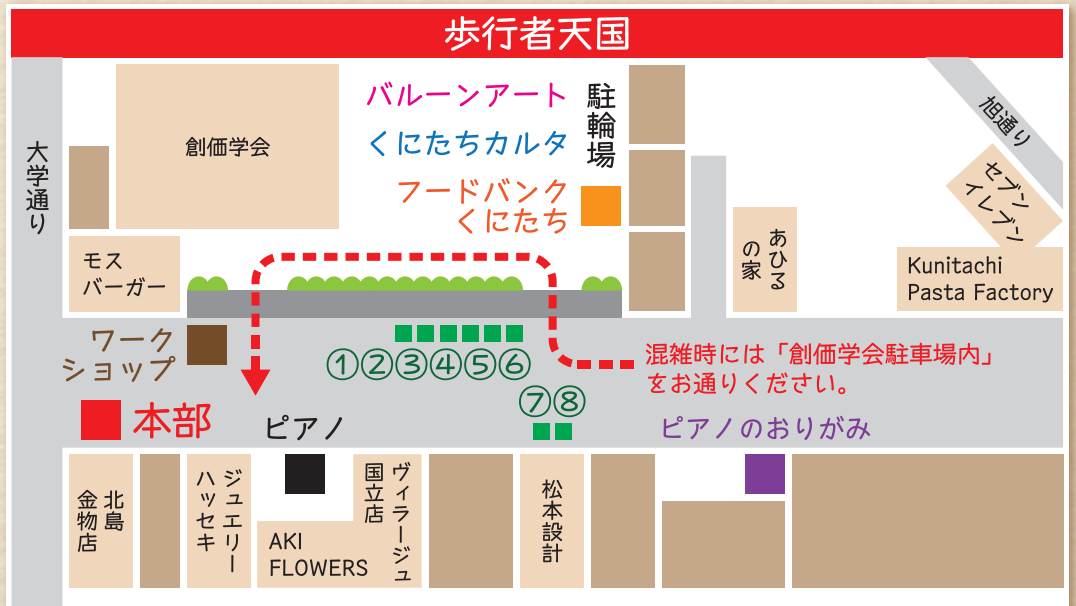 歩行者天国
大学通り
創価学会
バルーンアート
くにたちカルタ
フードバンク
くにたち
駐輪場
旭通り
セブン
イレブン
モス
バーガー
あひる
の家
Kunitachi
Pasta Factory
ワーク
ショップ
①②③④⑤⑥
⑦⑧
混雑時には「創価学会駐車場内」
をお通りください。
本部
ピアノ
ピアノのおりがみ
北島
金物店
ジュエリー
ハッセキ
ヴィラージュ
国立店
AKI
FLOWERS
松本設計